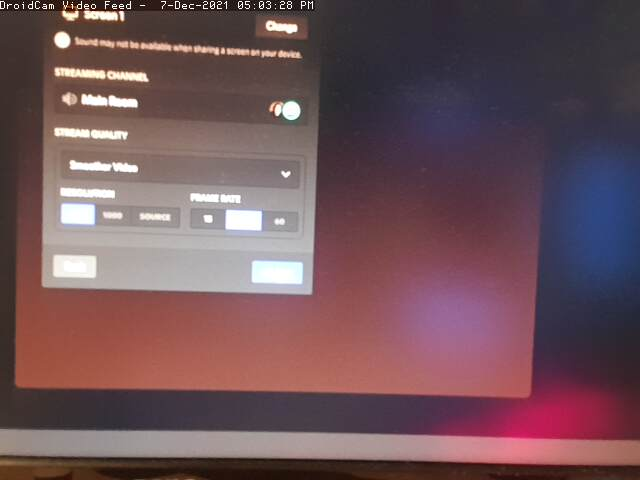 DroidCam Video Feed -  7-Dec-2021 05:03:28 PM
Screen 1
Change
Sound may not be available when sharing a screen on your device.
STREAMING CHANNEL
Main Room
STREAM QUALITY
Smoother Video
RESOLUTION FRAME RATE
1080 SOURCE 15 60